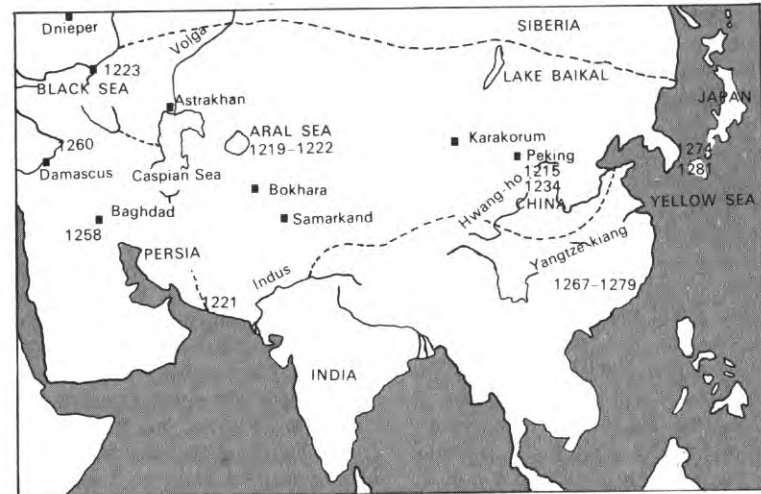 Dnieper
SIBERIA
Volga
1223
BLACK SEA
LAKE BAIKAL
JAPAN
Astrakhan
1260
ARAL SEA
1219–1222
Karakorum
1274
1281
Peking
1215
1234
CHINA
Damascus
Caspian Sea
Bokhara
Hwang-ho
YELLOW SEA
Baghdad
1258
Samarkand
PERSIA
Indus
Yangtze-kiang
1221
1267–1279
INDIA